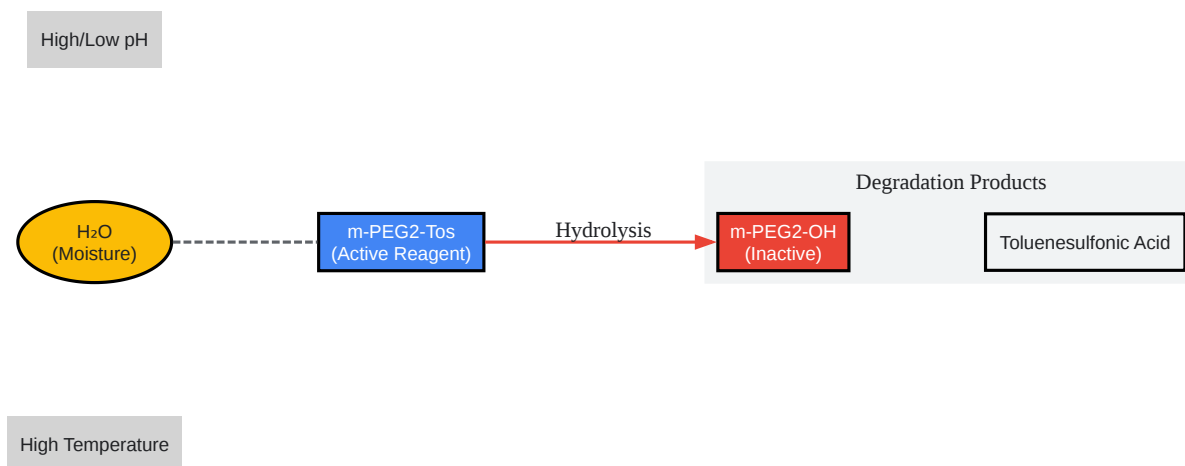 High/Low pH
Degradation Products
H₂O
(Moisture)
m-PEG2-Tos
(Active Reagent)
Hydrolysis
m-PEG2-OH
(Inactive)
Toluenesulfonic Acid
High Temperature